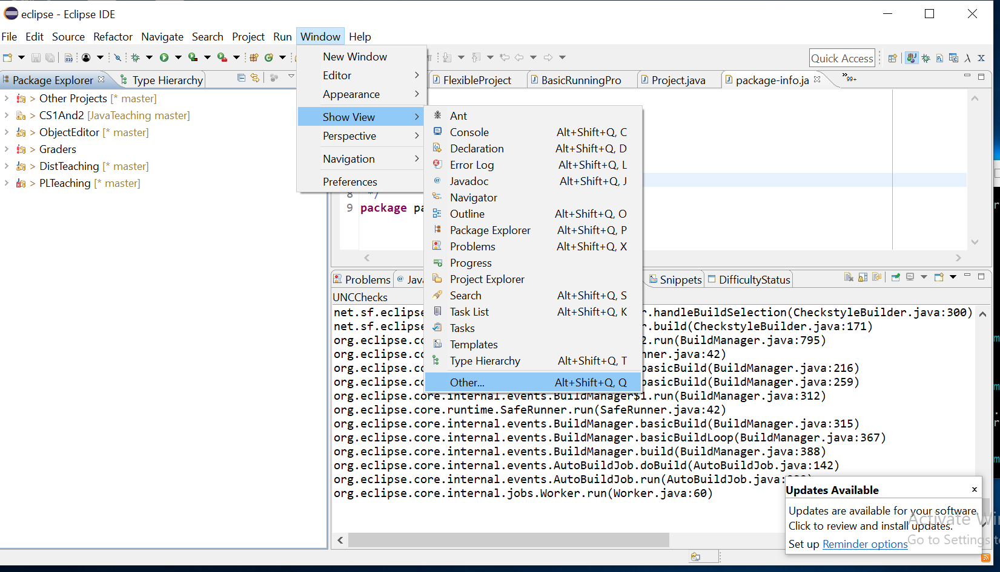 eclipse - Eclipse IDE
File Edit Source Refactor Navigate Search Project Run Window Help
Quick Access
Package Explorer
Type Hierarchy
> Other Projects [* master]
> CS1And2 [JavaTeaching master]
> ObjectEditor [* master]
> Graders
> DistTeaching [* master]
> PLTeaching [* master]
New Window
Editor
Appearance
Show View
Perspective
Navigation
Preferences
FlexibleProject
BasicRunningPro
Project.java
package-info.ja
»99+
8 */
9 package pa
Ant
Console Alt+Shift+Q, C
Declaration Alt+Shift+Q, D
Error Log Alt+Shift+Q, L
Javadoc Alt+Shift+Q, J
Navigator
Outline Alt+Shift+Q, O
Package Explorer Alt+Shift+Q, P
Problems Alt+Shift+Q, X
Progress
Project Explorer
Search Alt+Shift+Q, S
Task List Alt+Shift+Q, K
Tasks
Templates
Type Hierarchy Alt+Shift+Q, T
Other... Alt+Shift+Q, Q
Problems
@ Jav
Snippets
DifficultyStatus
UNCChecks
net.sf.eclipse r.handleBuildSelection(CheckstyleBuilder.java:300)
net.sf.eclipse r.build(CheckstyleBuilder.java:171)
org.eclipse.co 2.run(BuildManager.java:795)
org.eclipse.co ner.java:42)
org.eclipse.co basicBuild(BuildManager.java:216)
org.eclipse.co basicBuild(BuildManager.java:259)
org.eclipse.core.internal.events.BuildManager$1.run(BuildManager.java:312)
org.eclipse.core.runtime.SafeRunner.run(SafeRunner.java:42)
org.eclipse.core.internal.events.BuildManager.basicBuild(BuildManager.java:315)
org.eclipse.core.internal.events.BuildManager.basicBuildLoop(BuildManager.java:367)
org.eclipse.core.internal.events.BuildManager.build(BuildManager.java:388)
org.eclipse.core.internal.events.AutoBuildJob.doBuild(AutoBuildJob.java:142)
org.eclipse.core.internal.events.AutoBuildJob.run(AutoBuildJob.java:
org.eclipse.core.internal.jobs.Worker.run(Worker.java:60)
Updates Available
Updates are available for your software.
Click to review and install updates.
Set up Reminder options
Activate Wi
Go to Settings t